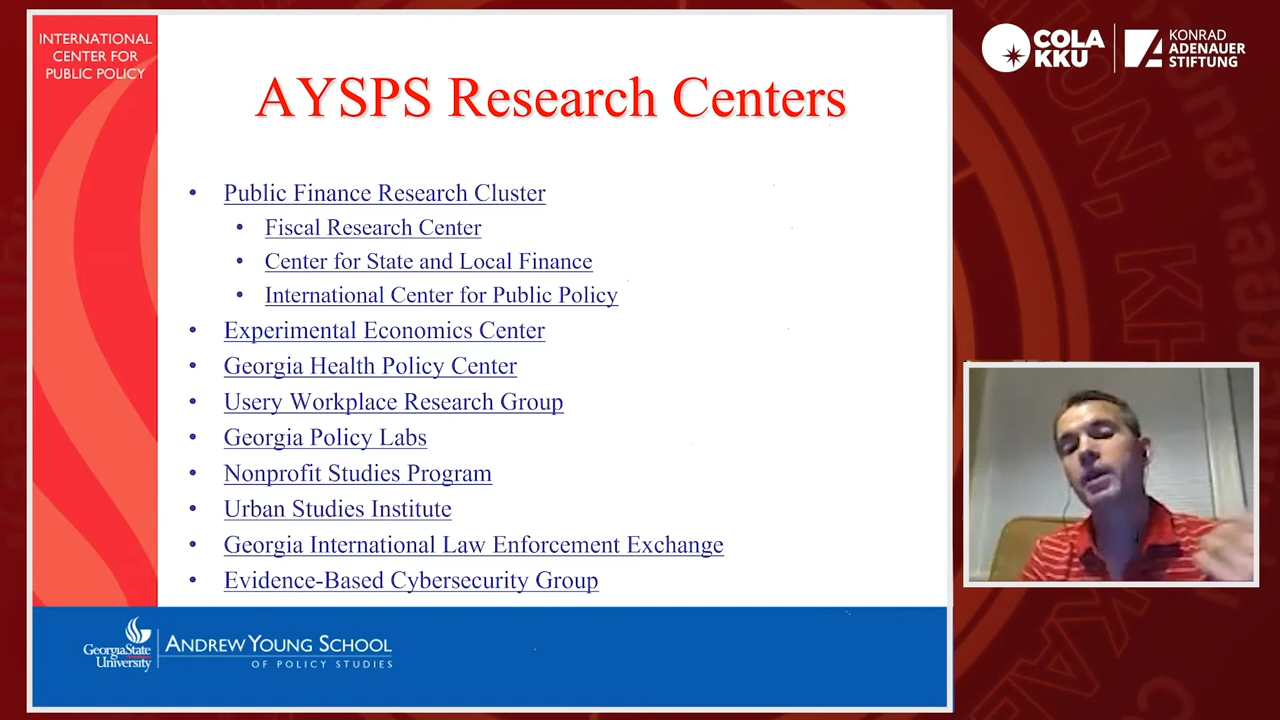 INTERNATIONAL
CENTER FOR
PUBLIC POLICY
AYSPS Research Centers
• Public Finance Research Cluster
• Fiscal Research Center
• Center for State and Local Finance
• International Center for Public Policy
• Experimental Economics Center
• Georgia Health Policy Center
• Usery Workplace Research Group
• Georgia Policy Labs
• Nonprofit Studies Program
• Urban Studies Institute
• Georgia International Law Enforcement Exchange
• Evidence-Based Cybersecurity Group
GeorgiaState
University
ANDREW YOUNG SCHOOL
OF POLICY STUDIES
COLA
KKU
KONRAD
ADENAUER
STIFTUNG